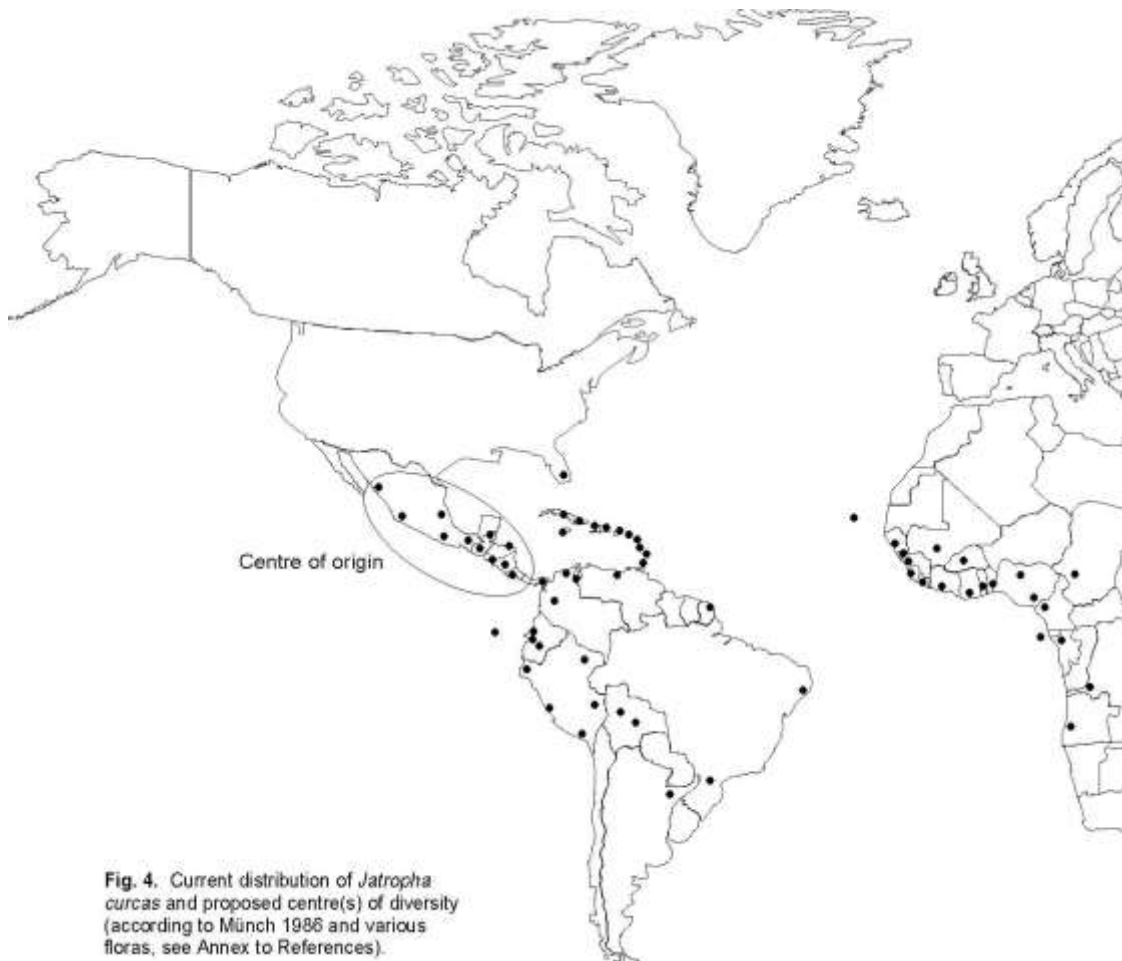 Centre of origin
Fig. 4. Current distribution of Jatropha
curcas and proposed centre(s) of diversity
(according to Münch 1986 and various
floras, see Annex to References).